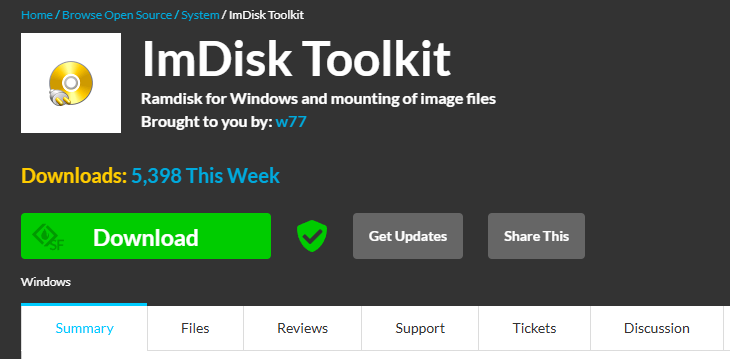 Home / Browse Open Source / System / ImDisk Toolkit
ImDisk Toolkit
Ramdisk for Windows and mounting of image files
Brought to you by: w77
Downloads: 5,398 This Week
SF Download Get Updates Share This
Windows
Summary Files Reviews Support Tickets Discussion